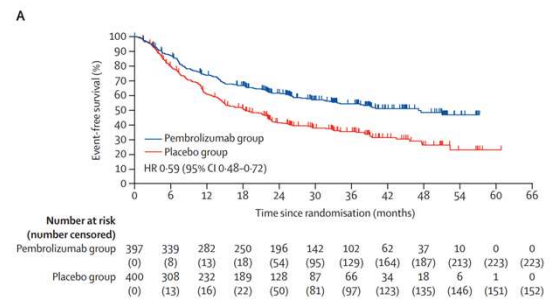 A
100
90
80
70
60
50
40
30
20
10
0
Event-free survival (%)
Pembrolizumab group
Placebo group
HR 0·59 (95% CI 0·48–0·72)
0 6 12 18 24 30 36 42 48 54 60 66
Time since randomisation (months)
Number at risk
(number censored)
Pembrolizumab group 397 339 282 250 196 142 102 62 37 10 0 0
(0) (8) (13) (18) (54) (95) (129) (164) (187) (213) (223) (223)
Placebo group 400 308 232 189 128 87 66 34 18 6 1 0
(0) (13) (16) (22) (50) (81) (97) (123) (135) (146) (151) (152)